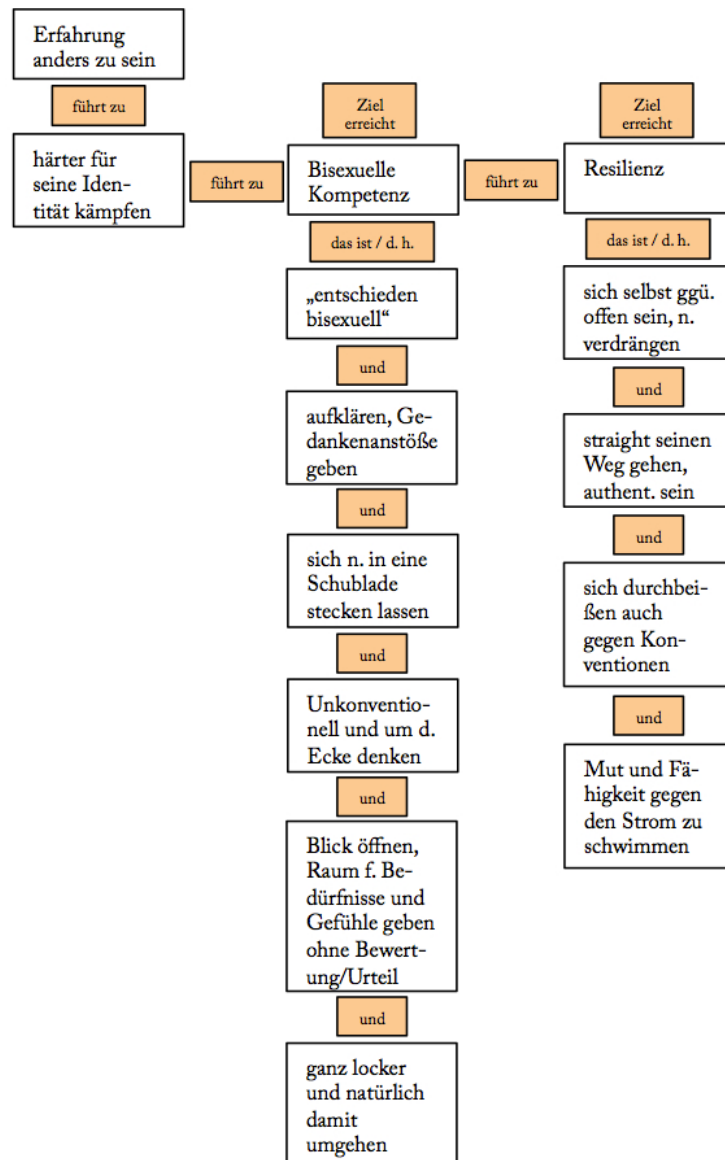 Erfahrung
anders zu sein
führt zu
härter für
seine Iden-
tität kämpfen
führt zu
Ziel
erreicht
Bisexuelle
Kompetenz
das ist / d. h.
„entschieden
bisexuell“
und
aufklären, Ge-
dankenanstöße
geben
und
sich n. in eine
Schublade
stecken lassen
und
Unkonventio-
nell und um d.
Ecke denken
und
Blick öffnen,
Raum f. Be-
dürfnisse und
Gefühle geben
ohne Bewert-
ung/Urteil
und
ganz locker
und natürlich
damit
umgehen
führt zu
Ziel
erreicht
Resilienz
das ist / d. h.
sich selbst ggü.
offen sein, n.
verdrängen
und
straight seinen
Weg gehen,
authent. sein
und
sich durchbei-
ßen auch
gegen Kon-
ventionen
und
Mut und Fä-
higkeit gegen
den Strom zu
schwimmen